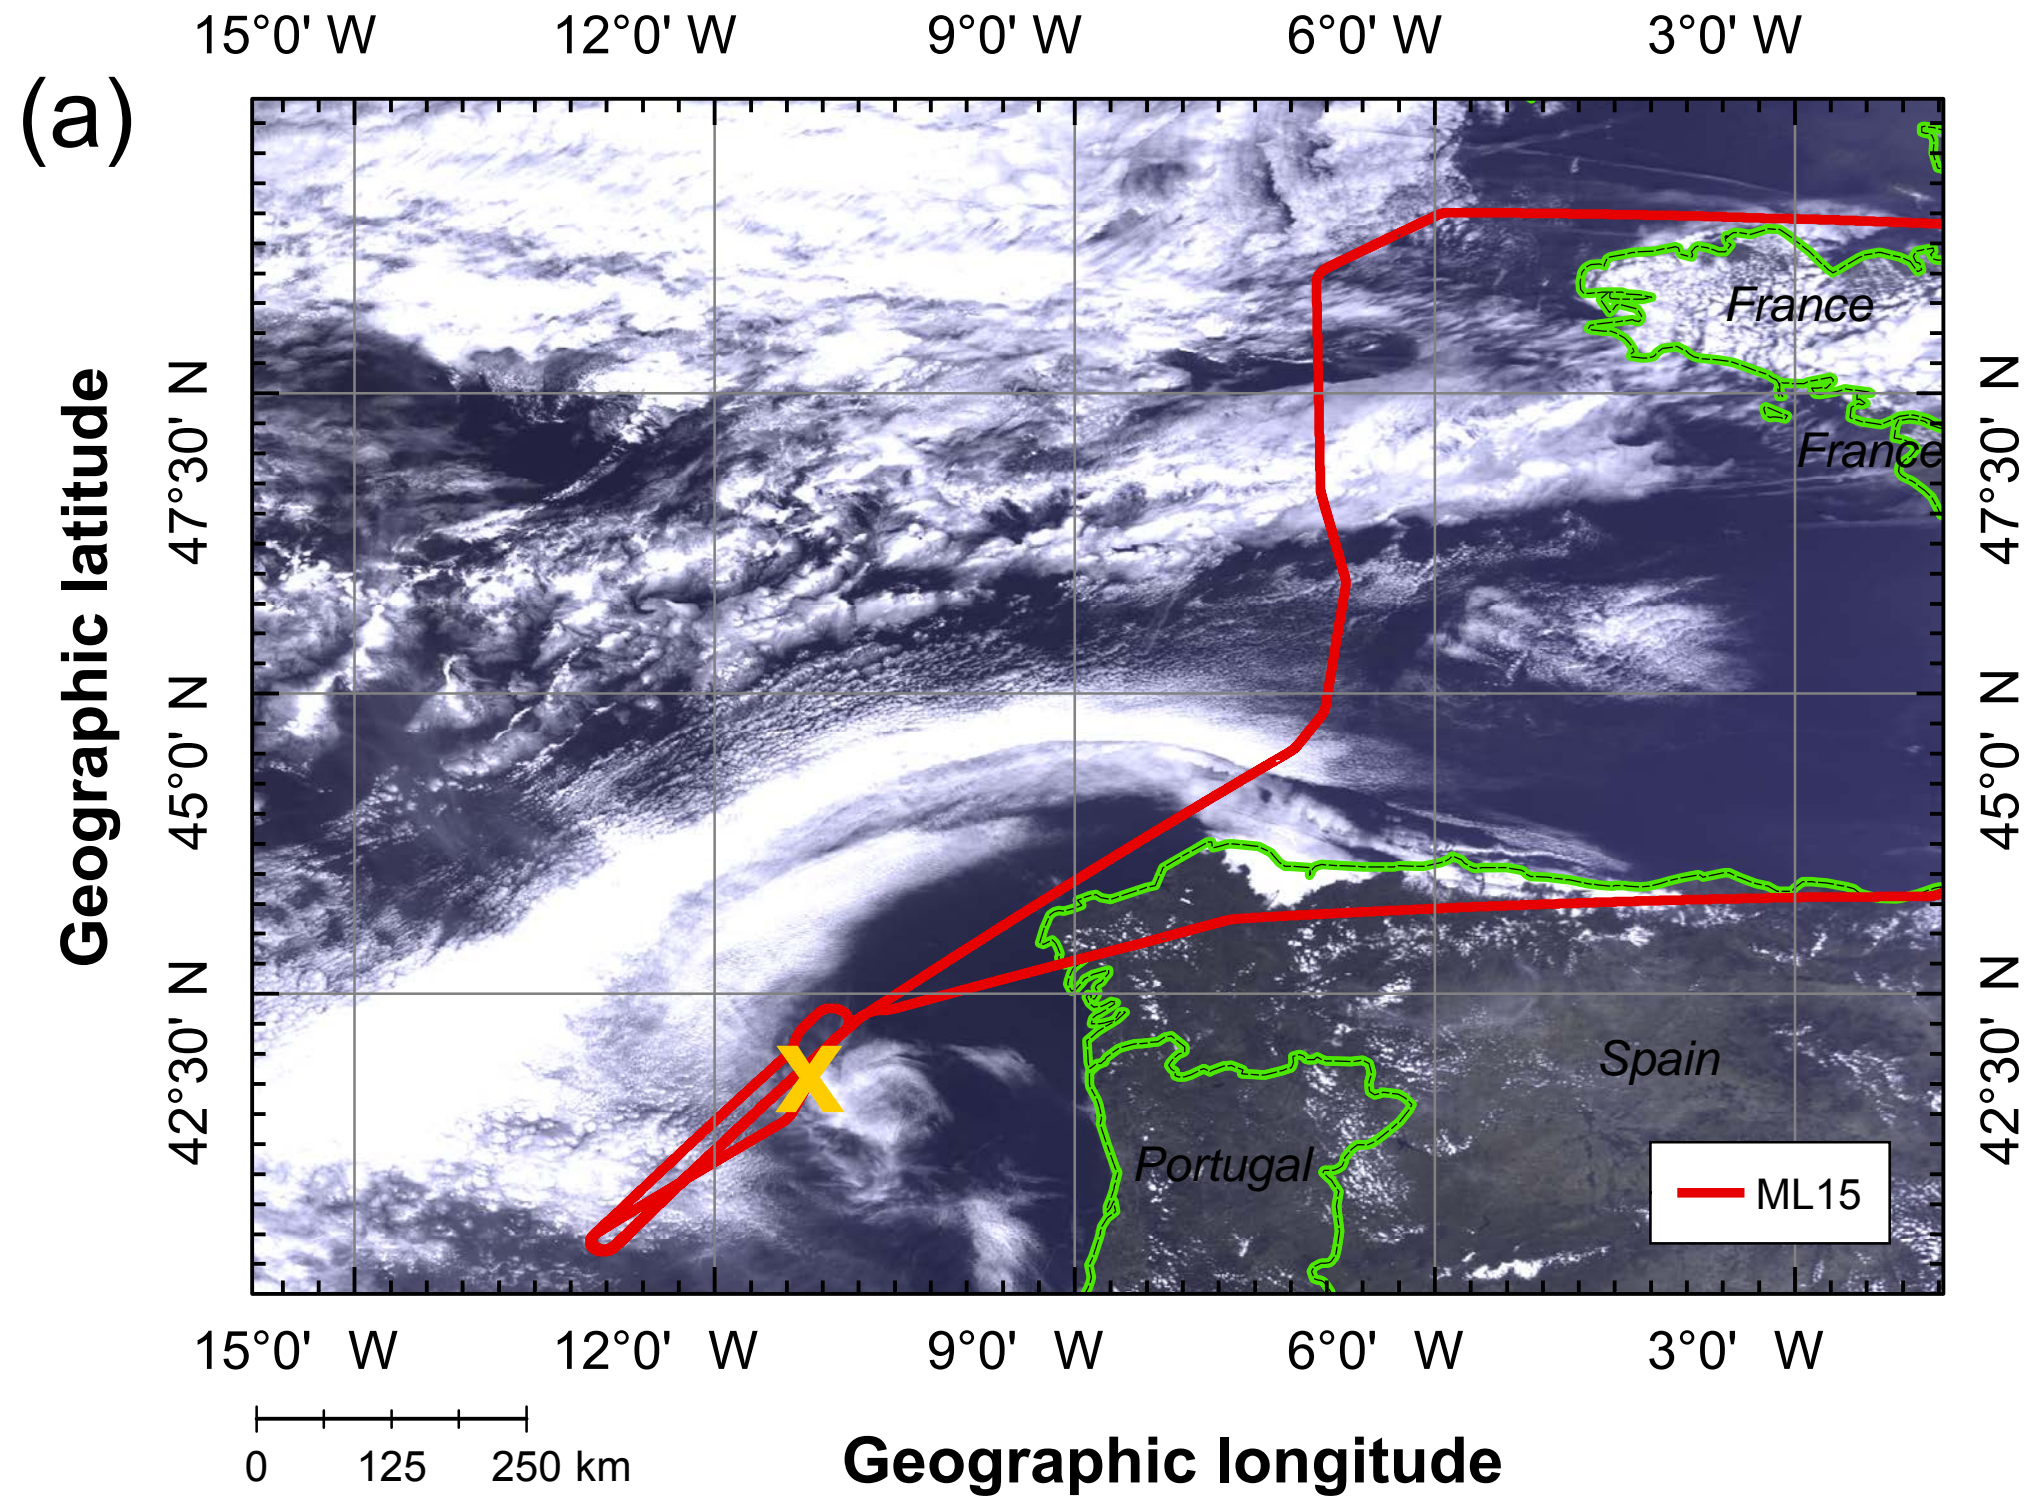 (a)
15°0' W 12°0' W 9°0' W 6°0' W 3°0' W
Geographic latitude
47°30' N
45°0' N
42°30' N
France
France
Spain
Portugal
X
ML15
47°30' N
45°0' N
42°30' N
15°0' W 12°0' W 9°0' W 6°0' W 3°0' W
0 125 250 km
Geographic longitude